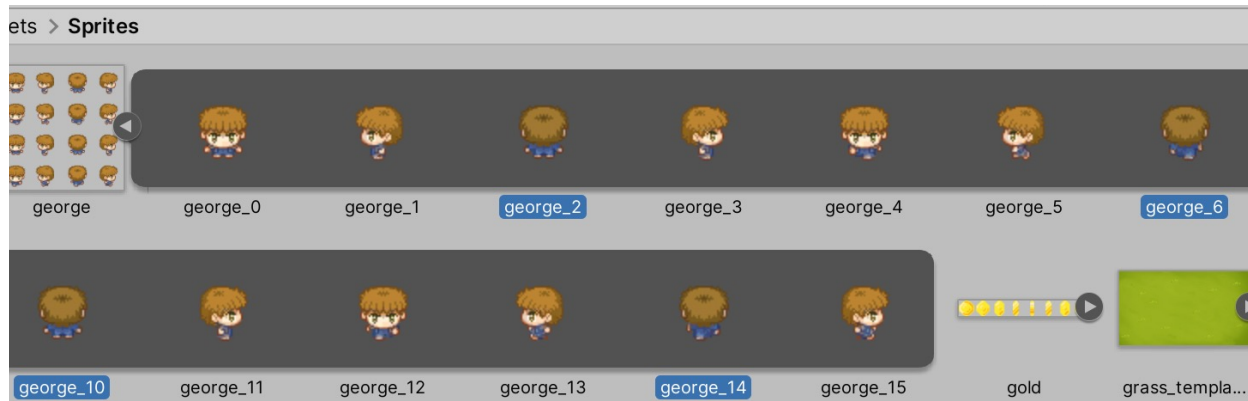 ets > Sprites
george george_0 george_1 george_2 george_3 george_4 george_5 george_6
george_10 george_11 george_12 george_13 george_14 george_15 gold grass_templa...